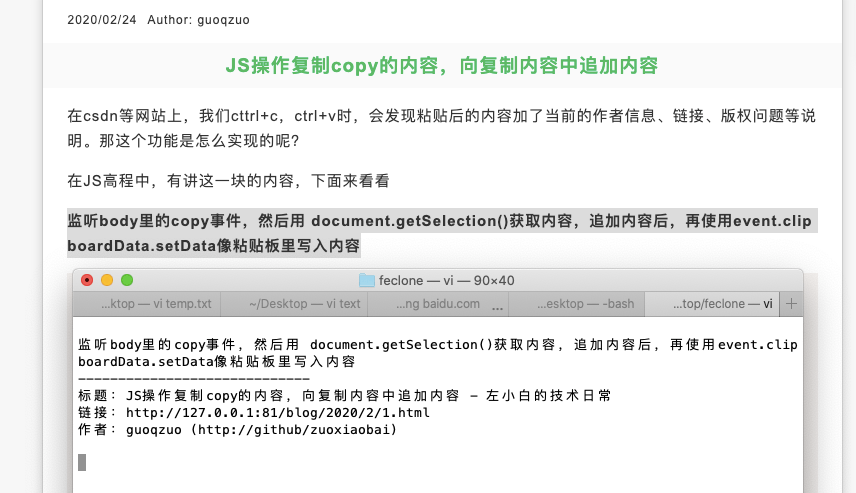 2020/02/24 Author: guoqzuo
JS操作复制copy的内容，向复制内容中追加内容
在csdn等网站上，我们cttrl+c，ctrl+v时，会发现粘贴后的内容加了当前的作者信息、链接、版权问题等说
明。那这个功能是怎么实现的呢？
在JS高程中，有讲这一块的内容，下面来看看
监听body里的copy事件，然后用 document.getSelection()获取内容，追加内容后，再使用event.clip
boardData.setData像粘贴板里写入内容
feclone — vi — 90×40
...ktop — vi temp.txt ~/Desktop — vi text ...ng baidu.com ... ...esktop — -bash ...top/feclone — vi +
监听body里的copy事件，然后用 document.getSelection()获取内容，追加内容后，再使用event.clip
boardData.setData像粘贴板里写入内容
-----------------------------
标题：JS操作复制copy的内容，向复制内容中追加内容 - 左小白的技术日常
链接：http://127.0.0.1:81/blog/2020/2/1.html
作者：guoqzuo (http://github/zuoxiaobai)